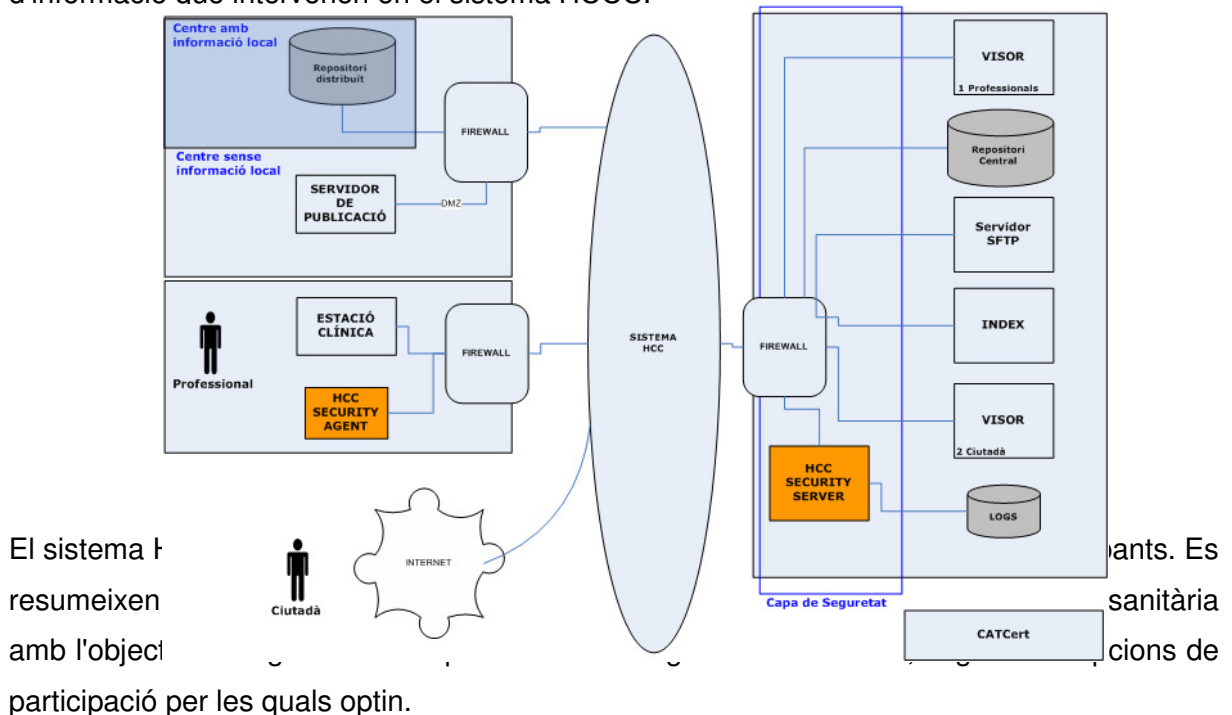 d'informació que intervenen en el sistema HCCC.
Centre amb
informació local
Repositori
distribuït
FIREWALL
Centre sense
informació local
SERVIDOR
DE
PUBLICACIÓ
DMZ
Professional
ESTACIÓ
CLÍNICA
HCC
SECURITY
AGENT
FIREWALL
Ciutadà
INTERNET
SISTEMA
HCC
FIREWALL
HCC
SECURITY
SERVER
VISOR
1 Professionals
Repositori
Central
Servidor
SFTP
INDEX
VISOR
2 Ciutadà
LOGS
Capa de Seguretat
CATCert
El sistema
pants. Es
resumeixen
sanitària
amb l'object
cions de
participació per les quals optin.